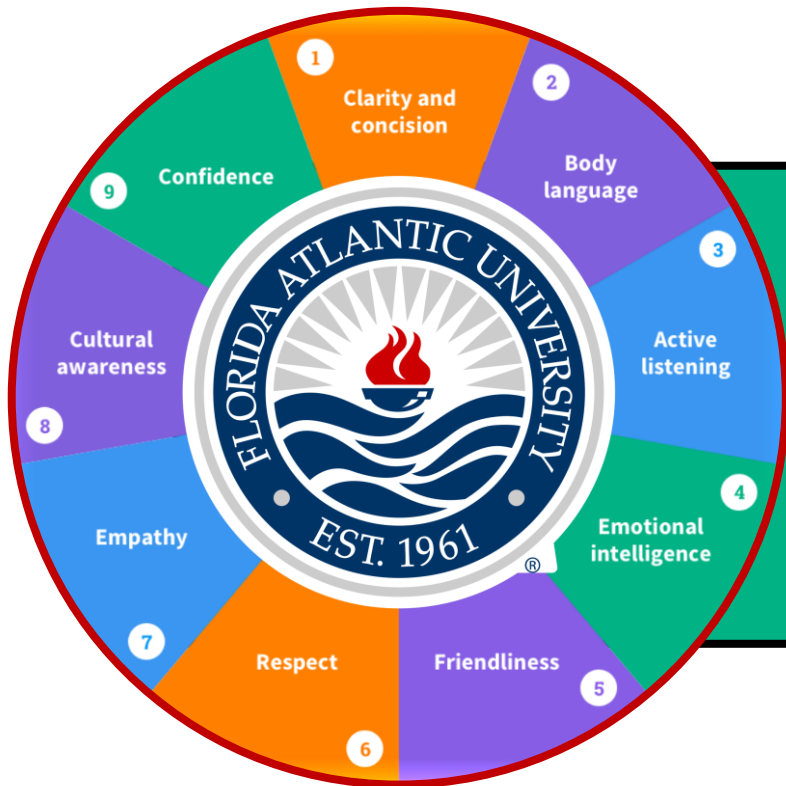 1
Clarity and
concision
2
Body
language
3
Active
listening
4
Emotional
intelligence
5
Friendliness
6
Respect
7
Empathy
8
Cultural
awareness
9
Confidence
FLORIDA ATLANTIC UNIVERSITY
EST. 1961
®